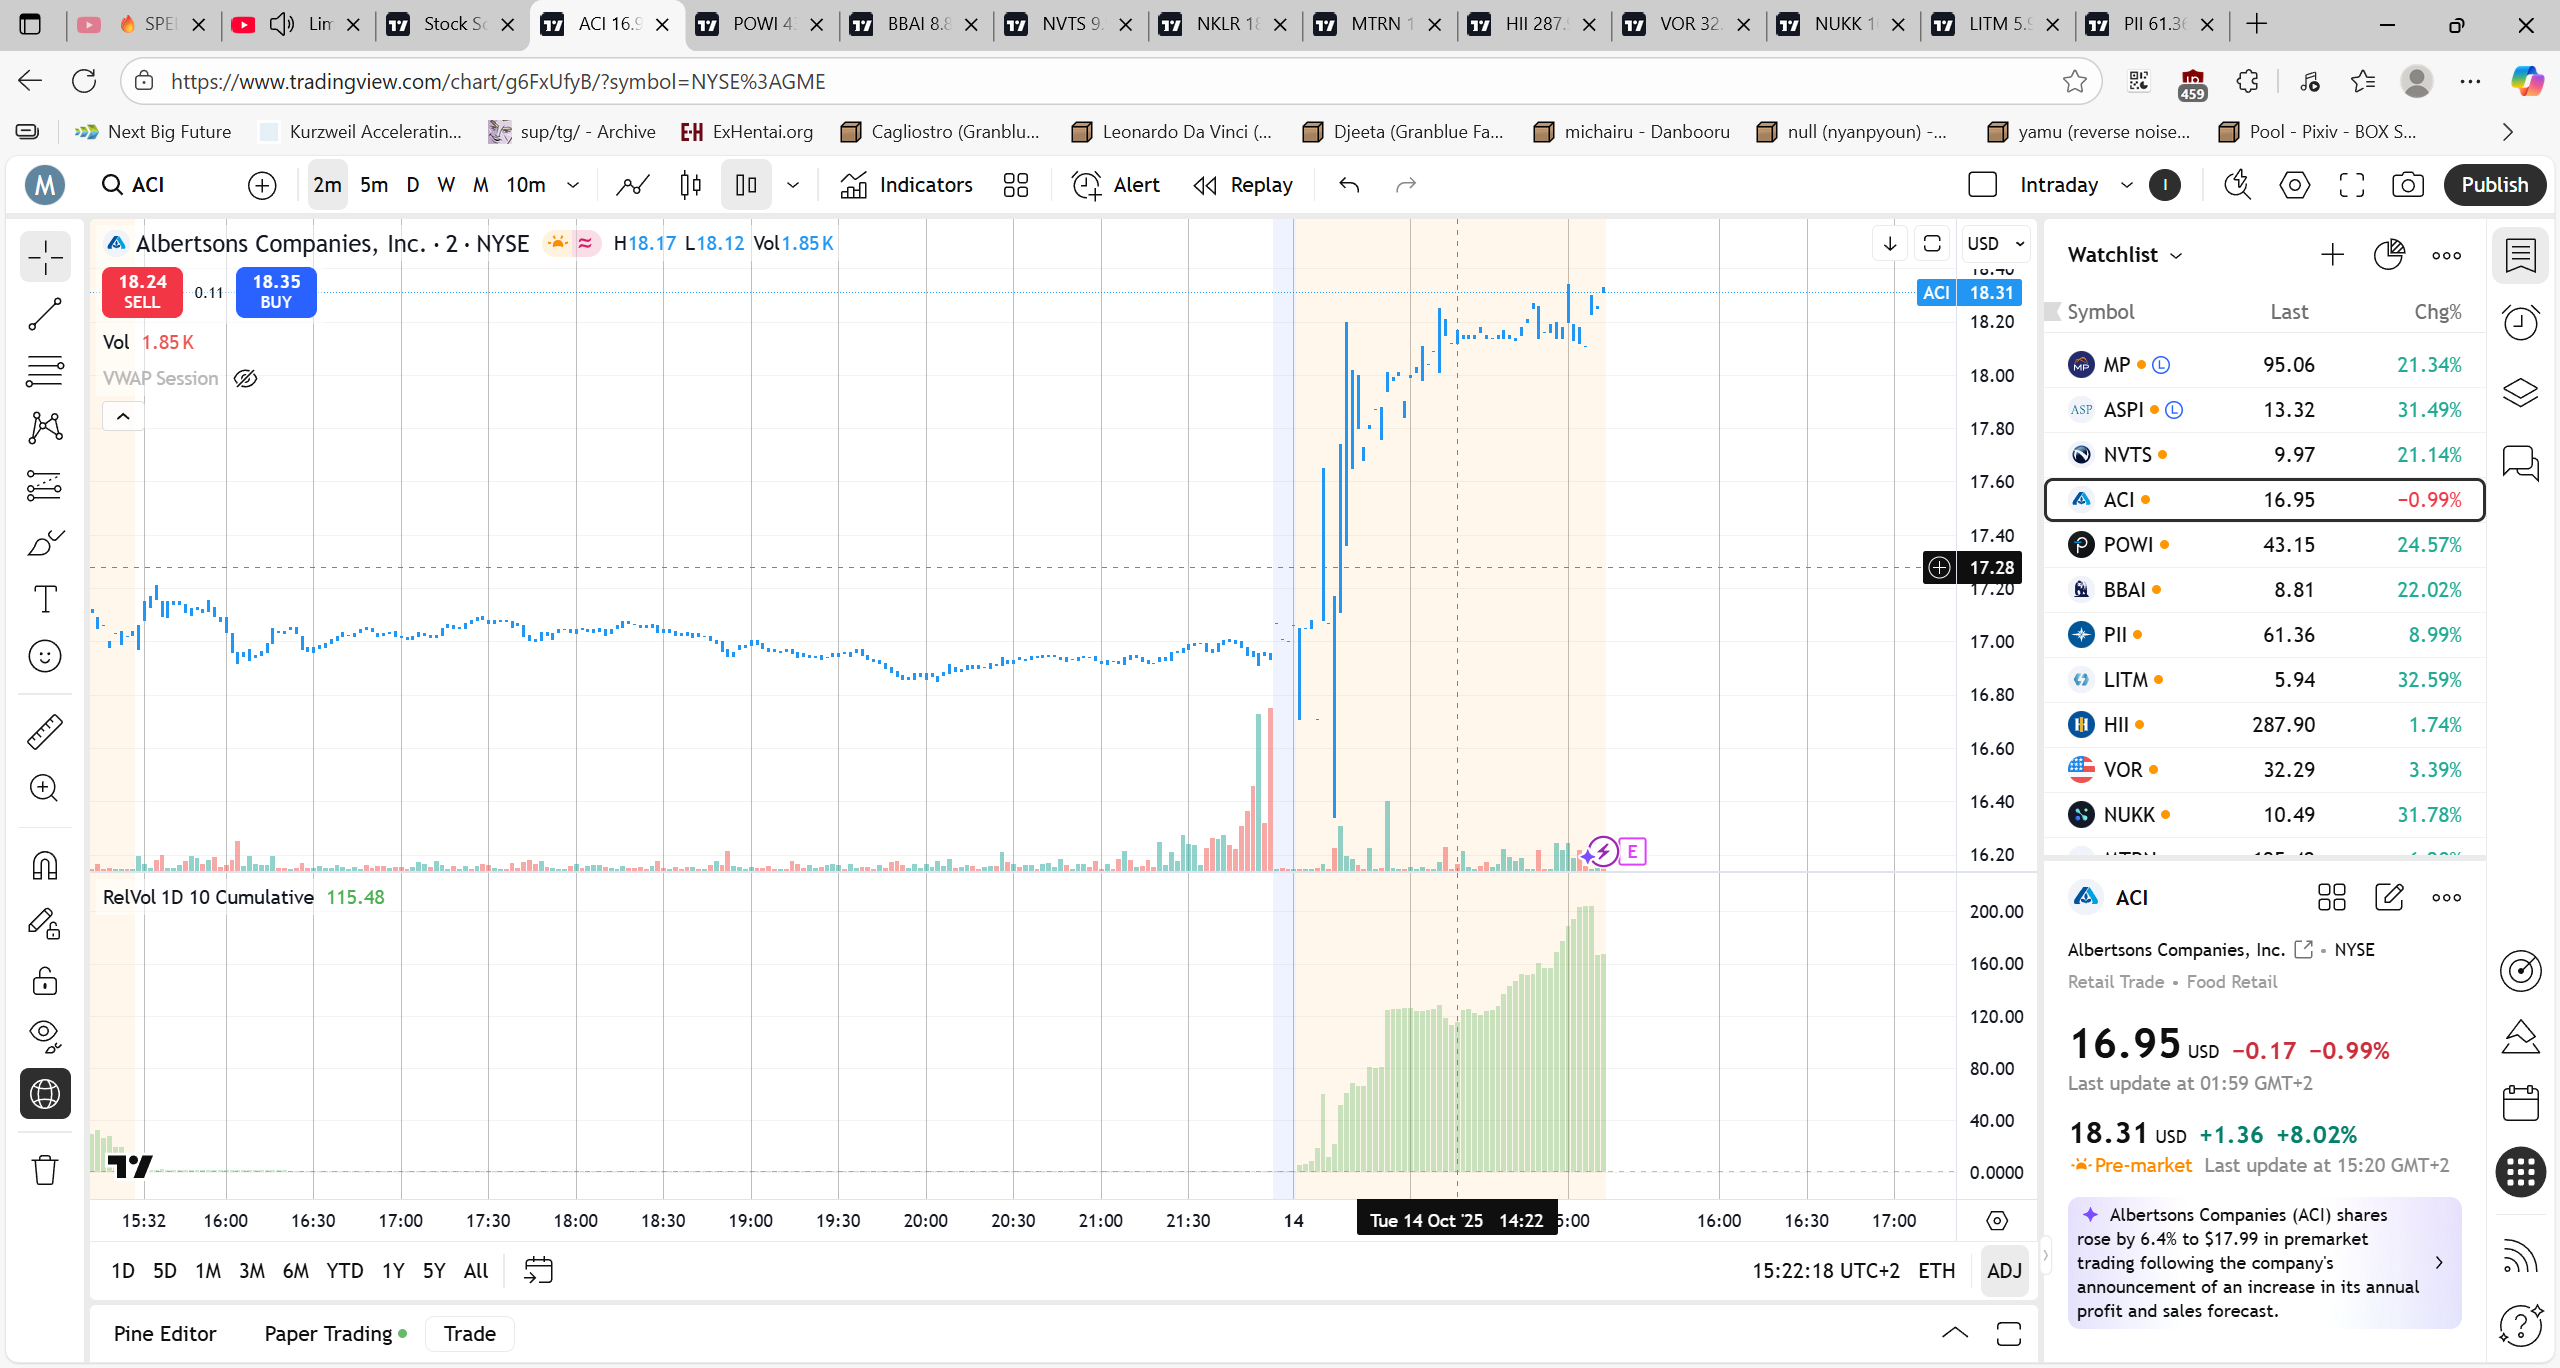 SPE
Lim
Stock Sc
ACI 16.9
POWI 4
BBAI 8.8
NVTS 9.
NKLR 18
MTRN 1
HII 287.9
VOR 32.
NUKK 1
LITM 5.9
PII 61.36
https://www.tradingview.com/chart/g6FxUfyB/?symbol=NYSE%3AGME
459
Next Big Future
Kurzweil Acceleratin...
sup/tg/ - Archive
E-H ExHentai.org
Cagliostro (Granblu...
Leonardo Da Vinci (...
Djeeta (Granblue Fa...
michairu - Danbooru
null (nyanpyoun) -...
yamu (reverse noise...
Pool - Pixiv - BOX S...
M
ACI
2m 5m D W M 10m
Indicators
Alert
Replay
Intraday
I
Publish
Albertsons Companies, Inc. · 2 · NYSE
H18.17 L18.12 Vol1.85 K
USD
18.24
SELL
0.11
18.35
BUY
Vol 1.85 K
VWAP Session
18.40
ACI 18.31
18.20
18.00
17.80
17.60
17.40
17.28
17.20
17.00
16.80
16.60
16.40
16.20
E
RelVol 1D 10 Cumulative 115.48
200.00
160.00
120.00
80.00
40.00
0.0000
15:32 16:00 16:30 17:00 17:30 18:00 18:30 19:00 19:30 20:00 20:30 21:00 21:30 14 Tue 14 Oct '25 14:22 5:00 16:00 16:30 17:00
1D 5D 1M 3M 6M YTD 1Y 5Y All
15:22:18 UTC+2 ETH ADJ
Pine Editor Paper Trading Trade
Watchlist
Symbol Last Chg%
MP L 95.06 21.34%
ASP ASPI L 13.32 31.49%
NVTS 9.97 21.14%
ACI 16.95 −0.99%
POWI 43.15 24.57%
BBAI 8.81 22.02%
PII 61.36 8.99%
LITM 5.94 32.59%
HII 287.90 1.74%
VOR 32.29 3.39%
NUKK 10.49 31.78%
ACI
Albertsons Companies, Inc. • NYSE
Retail Trade • Food Retail
16.95 USD −0.17 −0.99%
Last update at 01:59 GMT+2
18.31 USD +1.36 +8.02%
Pre-market Last update at 15:20 GMT+2
Albertsons Companies (ACI) shares
rose by 6.4% to $17.99 in premarket
trading following the company's
announcement of an increase in its annual
profit and sales forecast.